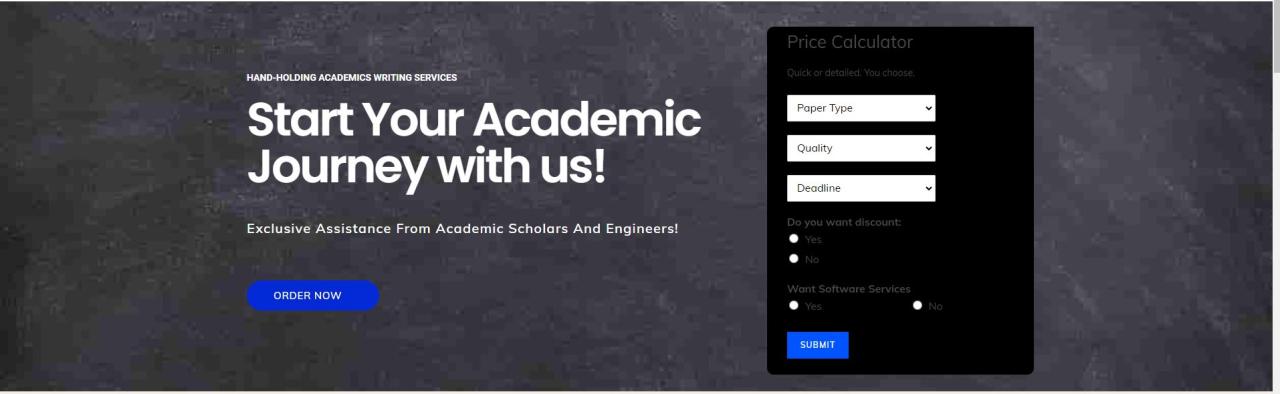 HAND-HOLDING ACADEMICS WRITING SERVICES
Start Your Academic
Journey with us!
Exclusive Assistance From Academic Scholars And Engineers!
ORDER NOW
Price Calculator
Quick or detailed. You choose.
Paper Type
Quality
Deadline
Do you want discount:
Yes
No
Want Software Services
Yes No
SUBMIT